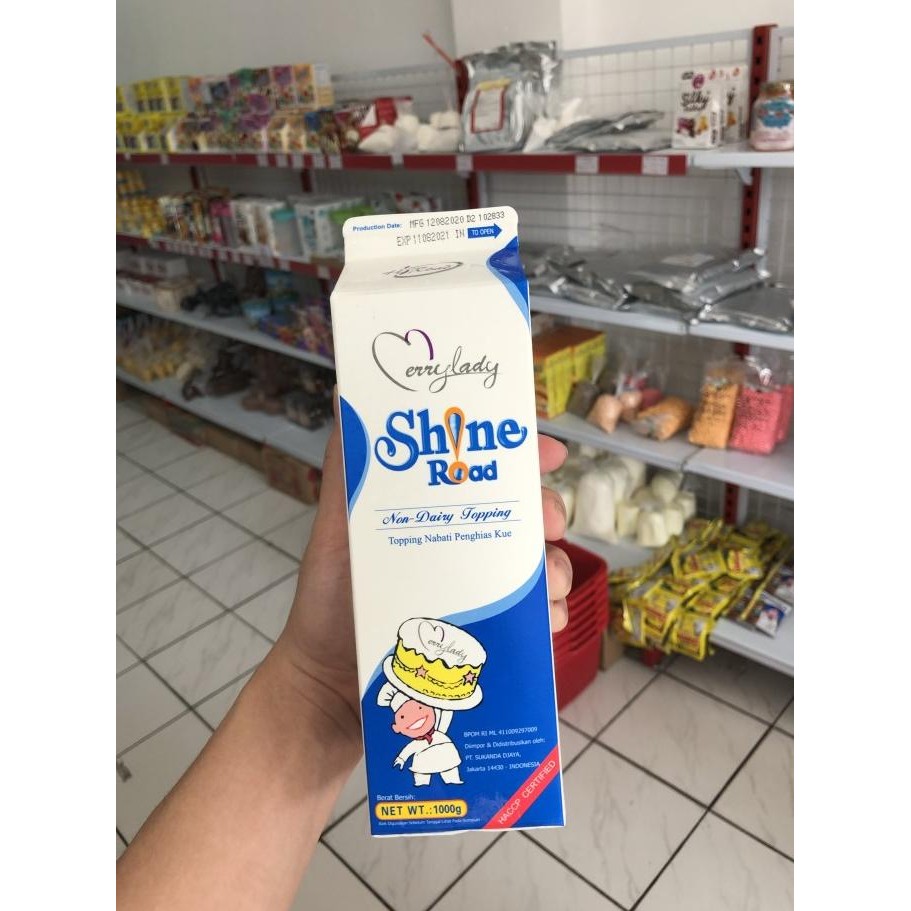 Production Date: MFG 12082020 D2 102833
EXP 11082021 IN TO OPEN
Merrylady
Shine
Road
Non-Dairy Topping
Topping Nabati Penghias Kue
Merrylady
BPOM RI ML 411009297009
Diimpor & Didistribusikan oleh:
PT. SUKANDA DJAYA,
Jakarta 14430 - INDONESIA
HACCP CERTIFIED
Berat Bersih:
NET WT.:1000g
Silky